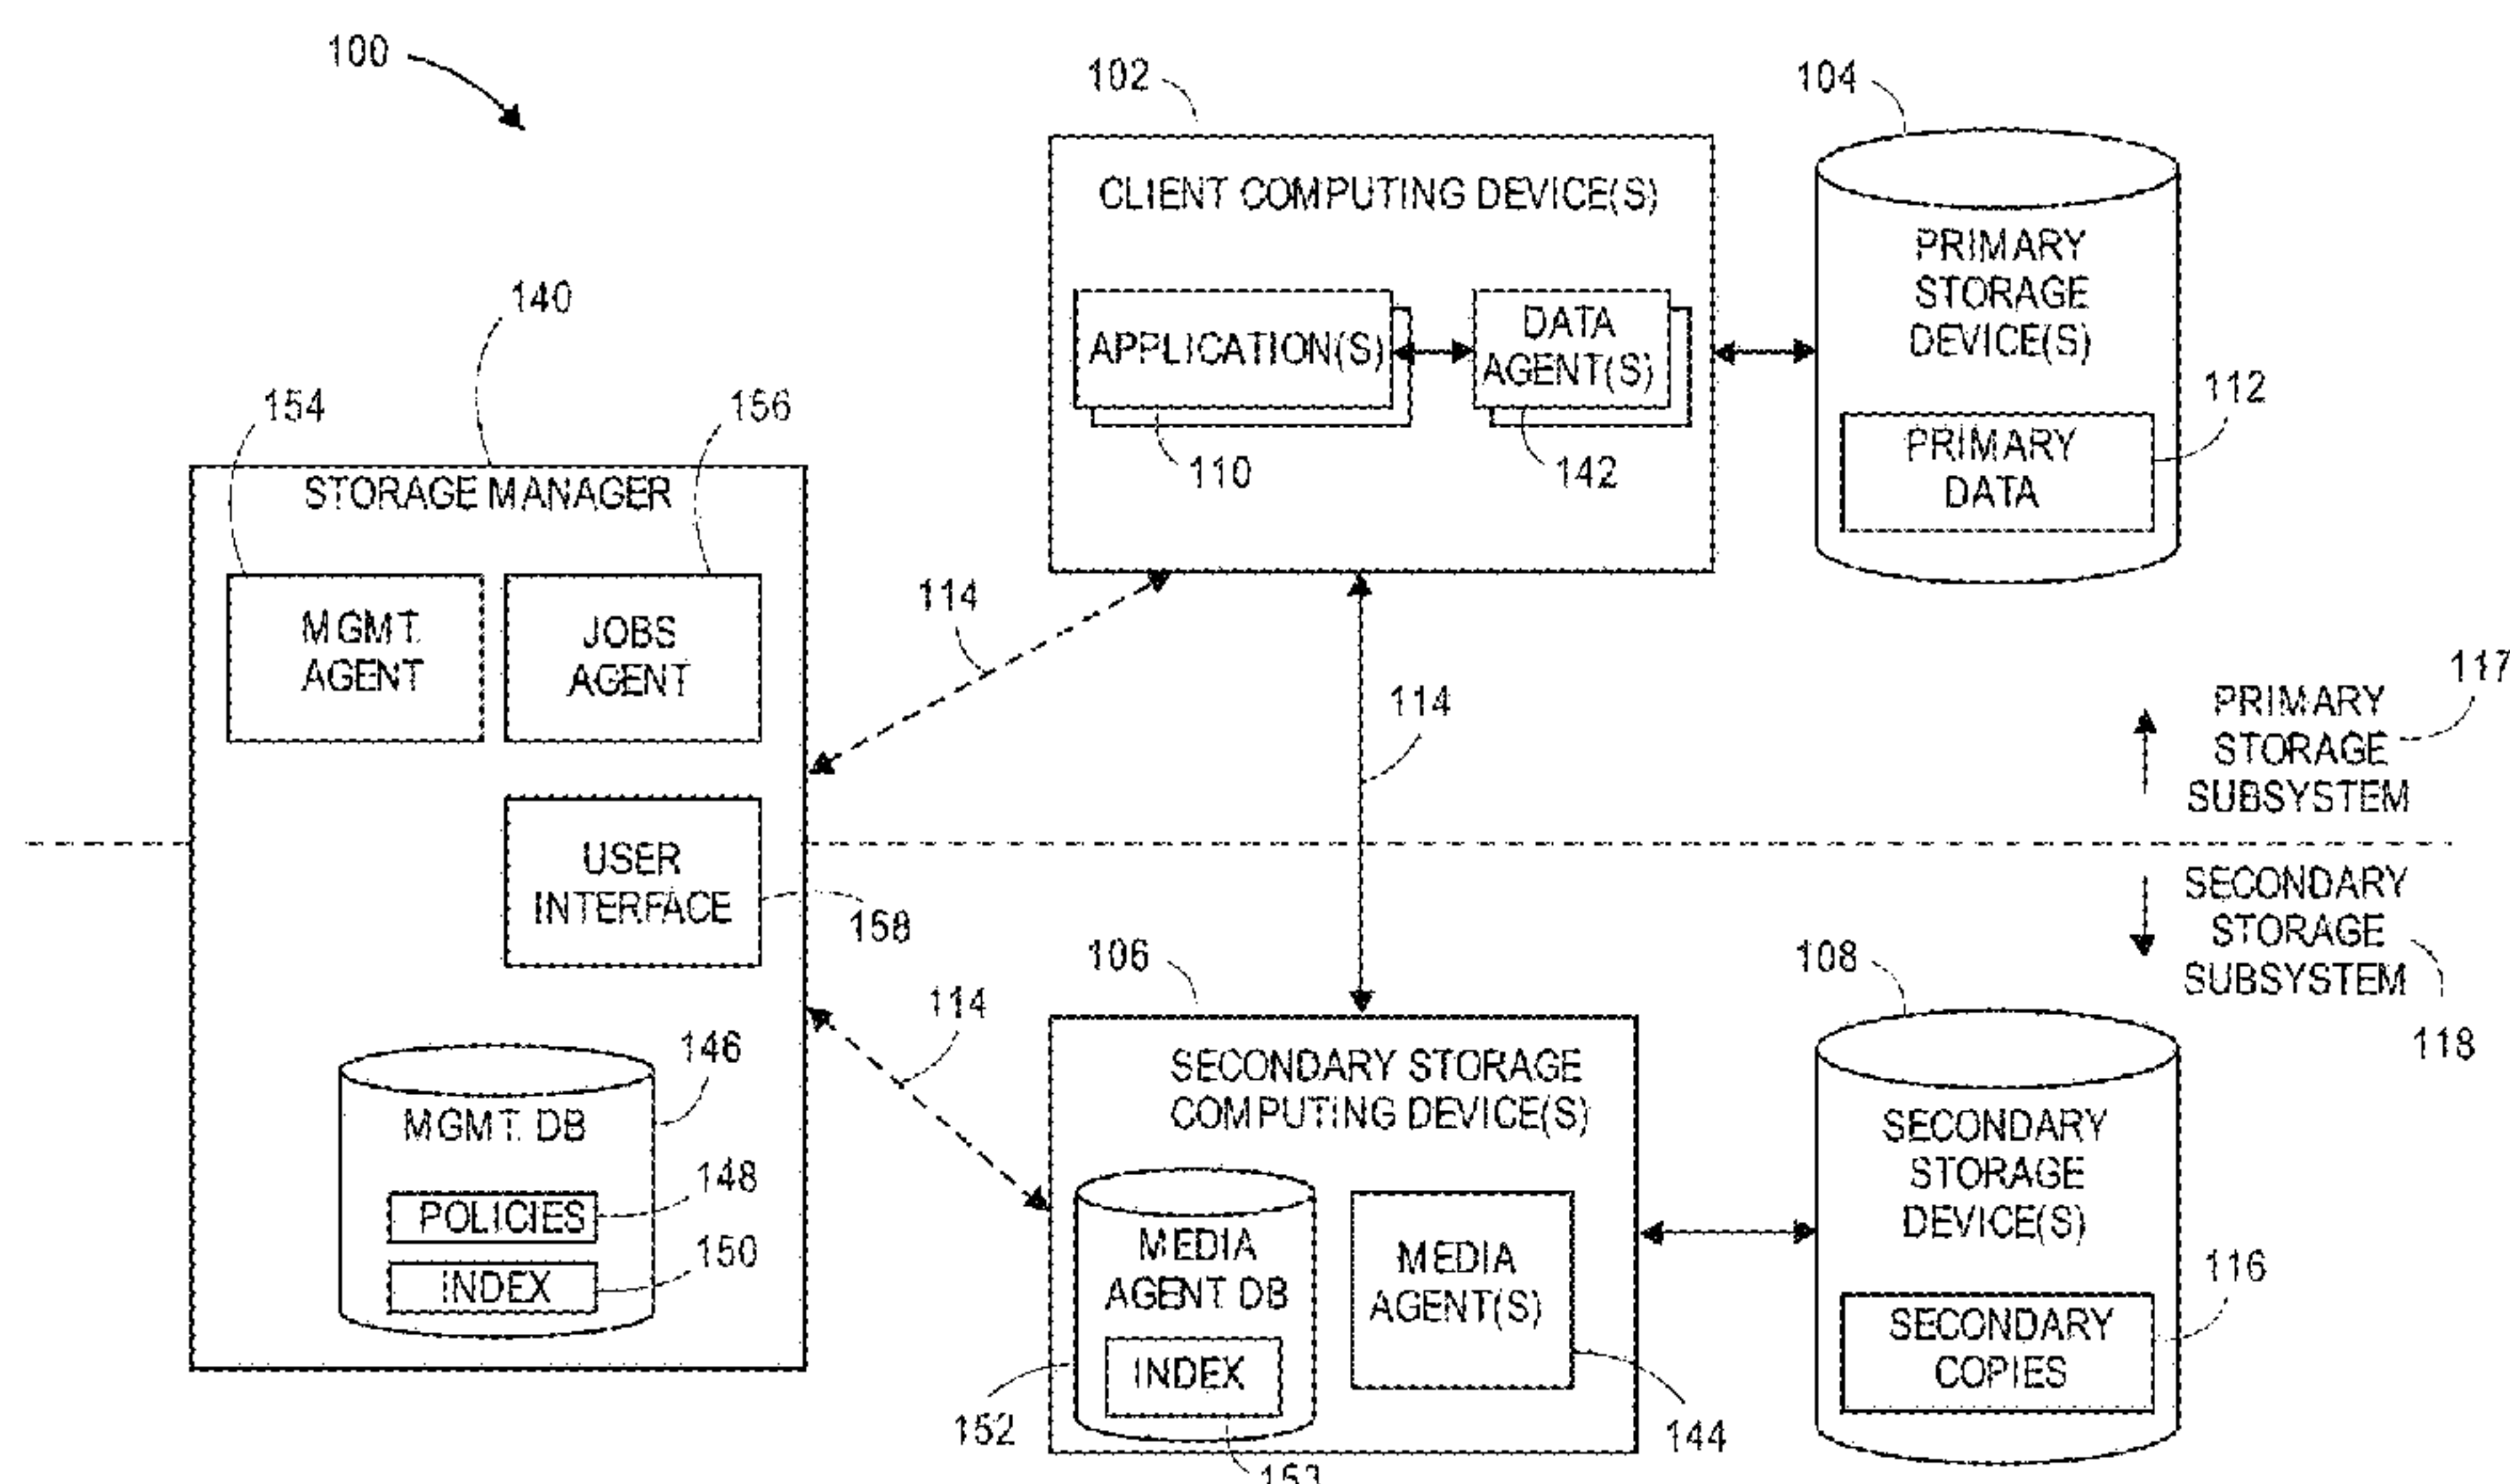 100
102
104
CLIENT COMPUTING DEVICE(S)
APPLICATION(S)
DATA
AGENT(S)
110
142
PRIMARY
STORAGE
DEVICE(S)
112
PRIMARY
DATA
140
154
156
STORAGE MANAGER
MGMT.
AGENT
JOBS
AGENT
114
114
117
PRIMARY
STORAGE
SUBSYSTEM
USER
INTERFACE
158
SECONDARY
STORAGE
SUBSYSTEM
118
114
106
108
146
MGMT. DB
POLICIES
148
INDEX
150
SECONDARY STORAGE
COMPUTING DEVICE(S)
MEDIA
AGENT DB
INDEX
MEDIA
AGENT(S)
152
153
144
SECONDARY
STORAGE
DEVICE(S)
116
SECONDARY
COPIES